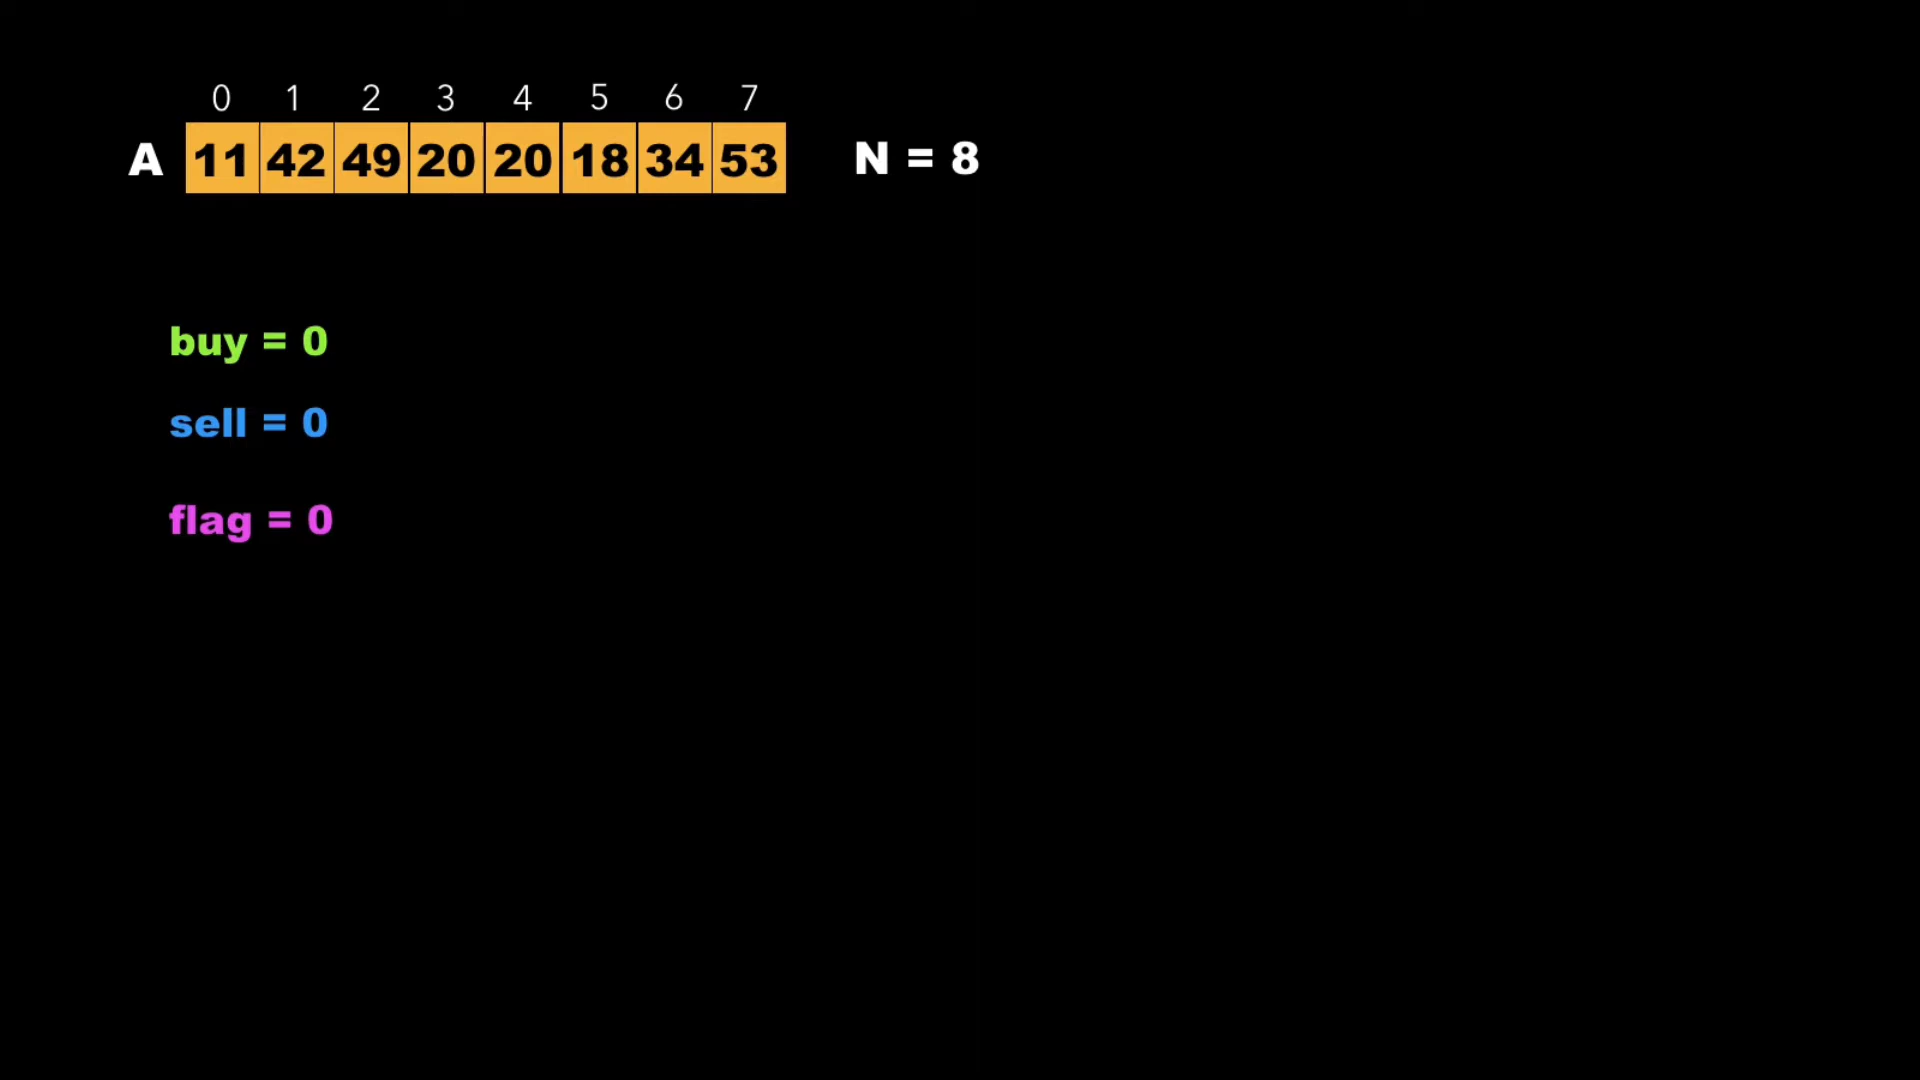 0 1 2 3 4 5 6 7
A 11 42 49 20 20 18 34 53 N = 8
buy = 0
sell = 0
flag = 0